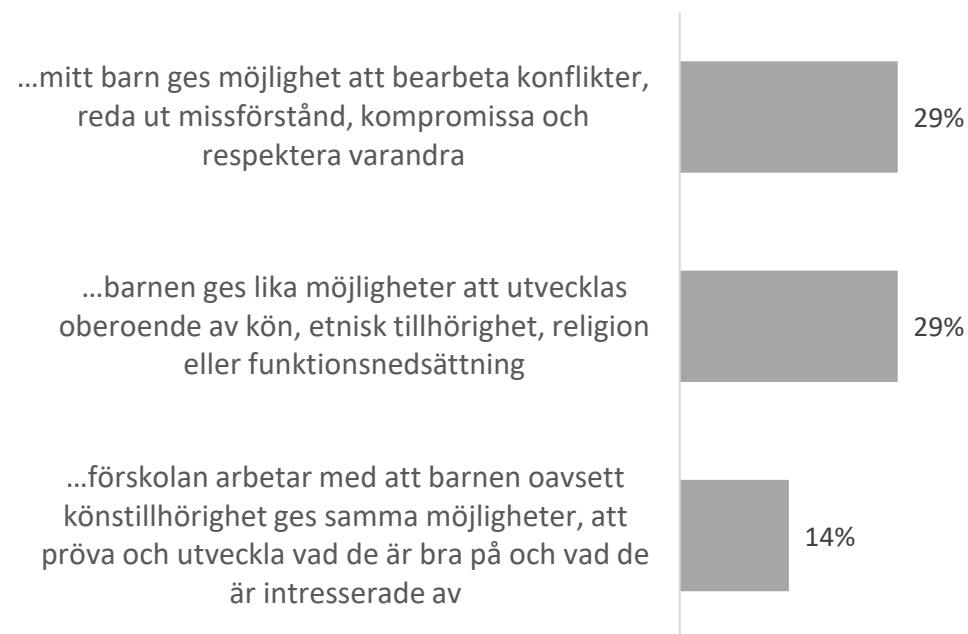 …mitt barn ges möjlighet att bearbeta konflikter,
reda ut missförstånd, kompromissa och
respektera varandra
29%
…barnen ges lika möjligheter att utvecklas
oberoende av kön, etnisk tillhörighet, religion
eller funktionsnedsättning
29%
…förskolan arbetar med att barnen oavsett
könstillhörighet ges samma möjligheter, att
pröva och utveckla vad de är bra på och vad de
är intresserade av
14%